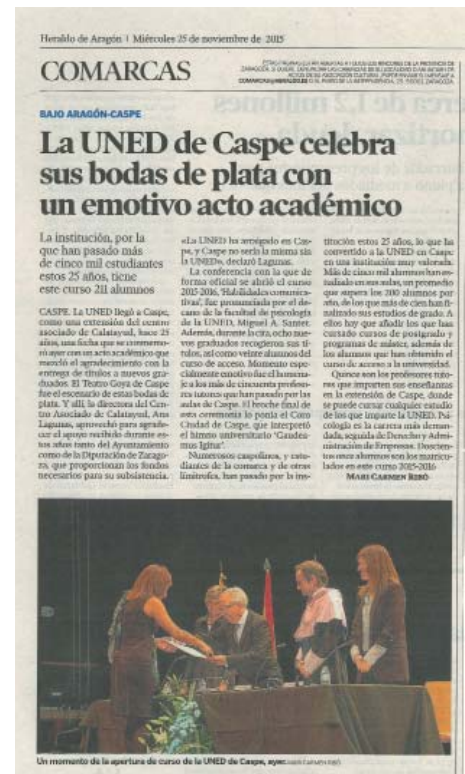 Heraldo de Aragón | Miércoles 25 de noviembre de 2015
COMARCAS
BAJO ARAGÓN-CASPE
La UNED de Caspe celebra
sus bodas de plata con
un emotivo acto académico
La institución, por la
que han pasado más
de cinco mil estudiantes
estos 25 años, tiene
este curso 211 alumnos
CASPE. La UNED llegó a Caspe,
como una extensión del centro
asociado de Calatayud, hace 25
años, una fecha que se conmemo-
ró ayer con un acto académico que
mezcló el agradecimiento con la
entrega de títulos a nuevos gra-
duados. El Teatro Goya de Caspe
fue el escenario de estas bodas de
plata. Y allí, la directora del Cen-
tro Asociado de Calatayud, Ana
Lagunas, aprovechó para agrade-
cer el apoyo recibido durante es-
tos años tanto del Ayuntamiento
como de la Diputación de Zarago-
za, que proporcionan los fondos
necesarios para su subsistencia.
«La UNED ha arraigado en Cas-
pe, y Caspe no sería la misma sin
la UNED», declaró Lagunas.
La conferencia con la que de
forma oficial se abrió el curso
2015-2016, 'Habilidades comunica-
tivas', fue pronunciada por el de-
cano de la facultad de psicología
de la UNED, Miguel Á. Santed.
Además, durante la cita, ocho nue-
vos graduados recogieron sus tí-
tulos, así como veinte alumnos del
curso de acceso. Momento espe-
cialmente emotivo fue el homena-
je a los más de cincuenta profeso-
res tutores que han pasado por las
aulas de Caspe. El broche final de
esta ceremonia lo ponía el Coro
Ciudad de Caspe, que interpretó
el himno universitario 'Gaudea-
mus Igitur'.
Numerosos caspolinos, y estu-
diantes de la comarca y de otras
limítrofes, han pasado por la ins-
titución estos 25 años, lo que ha
convertido a la UNED en Caspe
en una institución muy valorada.
Más de cinco mil alumnos han es-
tudiado en sus aulas, un promedio
que supera los 200 alumnos por
año, de los que más de cien han fi-
nalizado sus estudios de grado. A
ellos hay que añadir los que han
cursado cursos de postgrado y
programas de máster, además de
los alumnos que han obtenido el
curso de acceso a la universidad.
Quince son los profesores tuto-
res que imparten sus enseñanzas
en la extensión de Caspe, donde
se puede cursar cualquier estudio
de los que imparte la UNED. Psi-
cología es la carrera más deman-
dada, seguida de Derecho y Admi-
nistración de Empresas. Doscien-
tos once alumnos son los matricu-
lados en este curso 2015-2016
MARI CARMEN RIBÓ
Un momento de la apertura de curso de la UNED de Caspe, ayer. MARI CARMEN RIBÓ